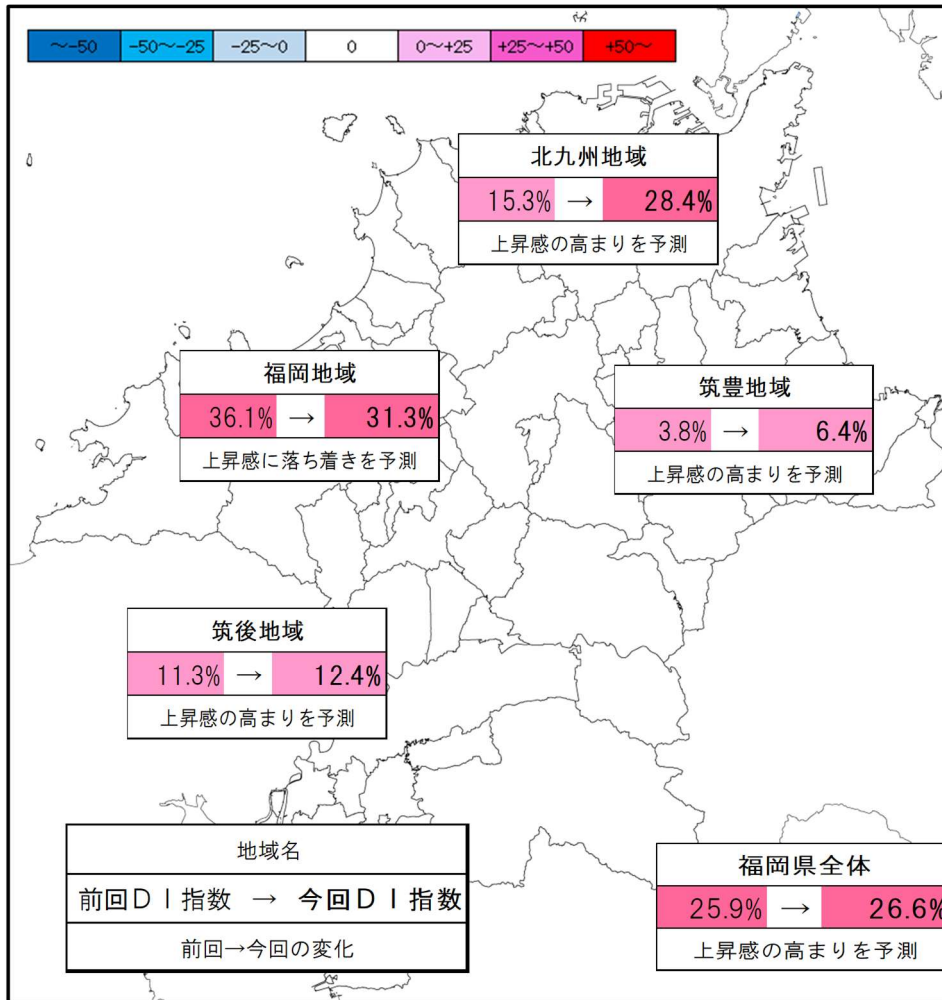 ～-50 -50～-25 -25～0 0 0～+25 +25～+50 +50～
北九州地域
15.3% → 28.4%
上昇感の高まりを予測
福岡地域
36.1% → 31.3%
上昇感に落ち着きを予測
筑豊地域
3.8% → 6.4%
上昇感の高まりを予測
筑後地域
11.3% → 12.4%
上昇感の高まりを予測
地域名
前回ＤＩ指数 → 今回ＤＩ指数
前回→今回の変化
福岡県全体
25.9% → 26.6%
上昇感の高まりを予測